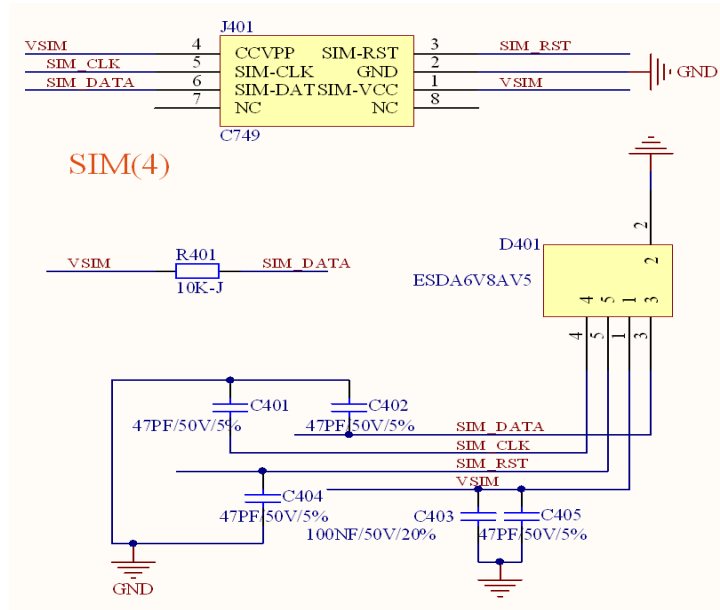 J401
VSIM 4 CCVPP SIM-RST 3 SIM_RST
SIM_CLK 5 SIM-CLK GND 2 GND
SIM_DATA 6 SIM-DAT SIM-VCC 1 VSIM
7 NC NC 8
C749
SIM(4)
2
D401
2
ESDA6V8AV5
4 5 1 3
4 5 1 3
R401
VSIM SIM_DATA
10K-J
C401 C402
47PF/50V/5% 47PF/50V/5%
SIM_DATA
SIM_CLK
SIM_RST
VSIM
C404 C403 C405
47PF/50V/5% 100NF/50V/20% 47PF/50V/5%
GND